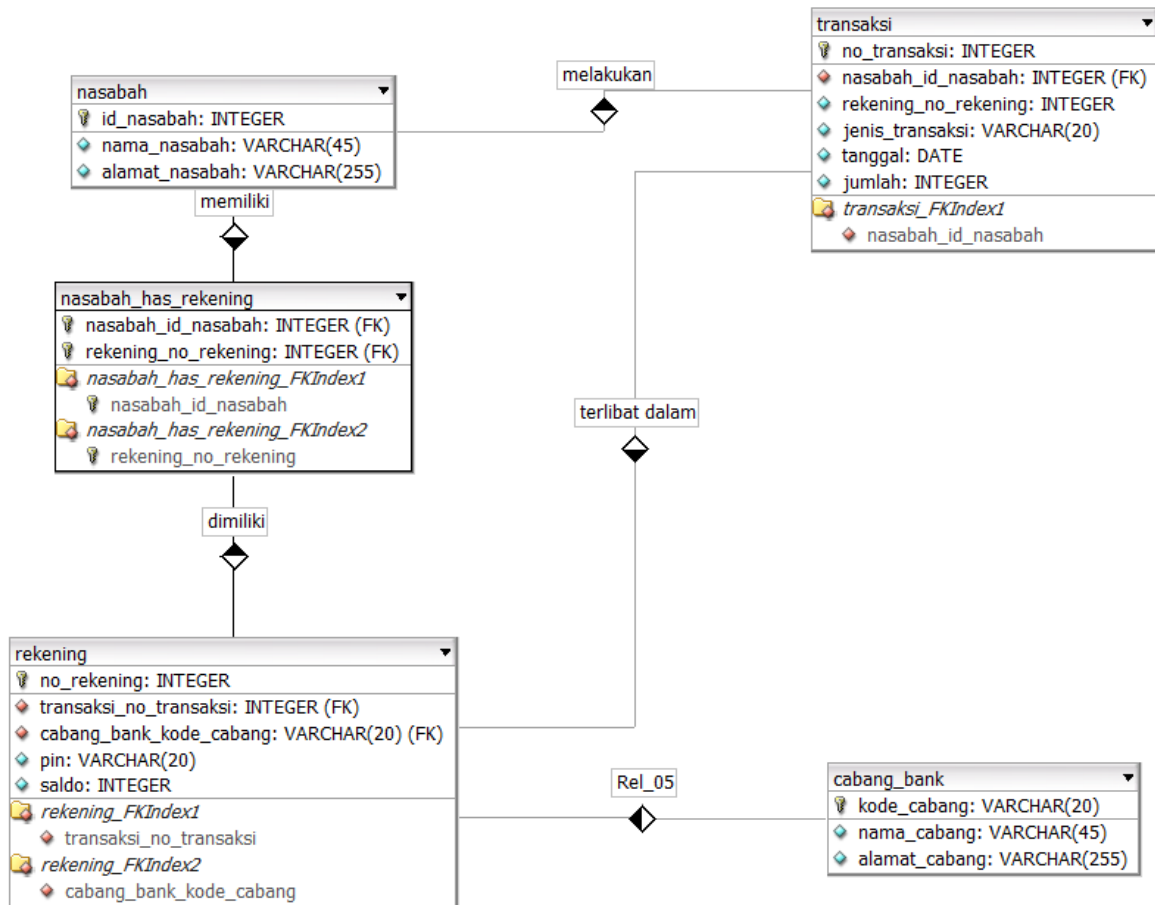 transaksi
no_transaksi: INTEGER
nasabah_id_nasabah: INTEGER (FK)
rekening_no_rekening: INTEGER
jenis_transaksi: VARCHAR(20)
tanggal: DATE
jumlah: INTEGER
transaksi_FKIndex1
nasabah_id_nasabah
melakukan
nasabah
id_nasabah: INTEGER
nama_nasabah: VARCHAR(45)
alamat_nasabah: VARCHAR(255)
memiliki
nasabah_has_rekening
nasabah_id_nasabah: INTEGER (FK)
rekening_no_rekening: INTEGER (FK)
nasabah_has_rekening_FKIndex1
nasabah_id_nasabah
nasabah_has_rekening_FKIndex2
rekening_no_rekening
terlibat dalam
dimiliki
rekening
no_rekening: INTEGER
transaksi_no_transaksi: INTEGER (FK)
cabang_bank_kode_cabang: VARCHAR(20) (FK)
pin: VARCHAR(20)
saldo: INTEGER
rekening_FKIndex1
transaksi_no_transaksi
rekening_FKIndex2
cabang_bank_kode_cabang
Rel_05
cabang_bank
kode_cabang: VARCHAR(20)
nama_cabang: VARCHAR(45)
alamat_cabang: VARCHAR(255)